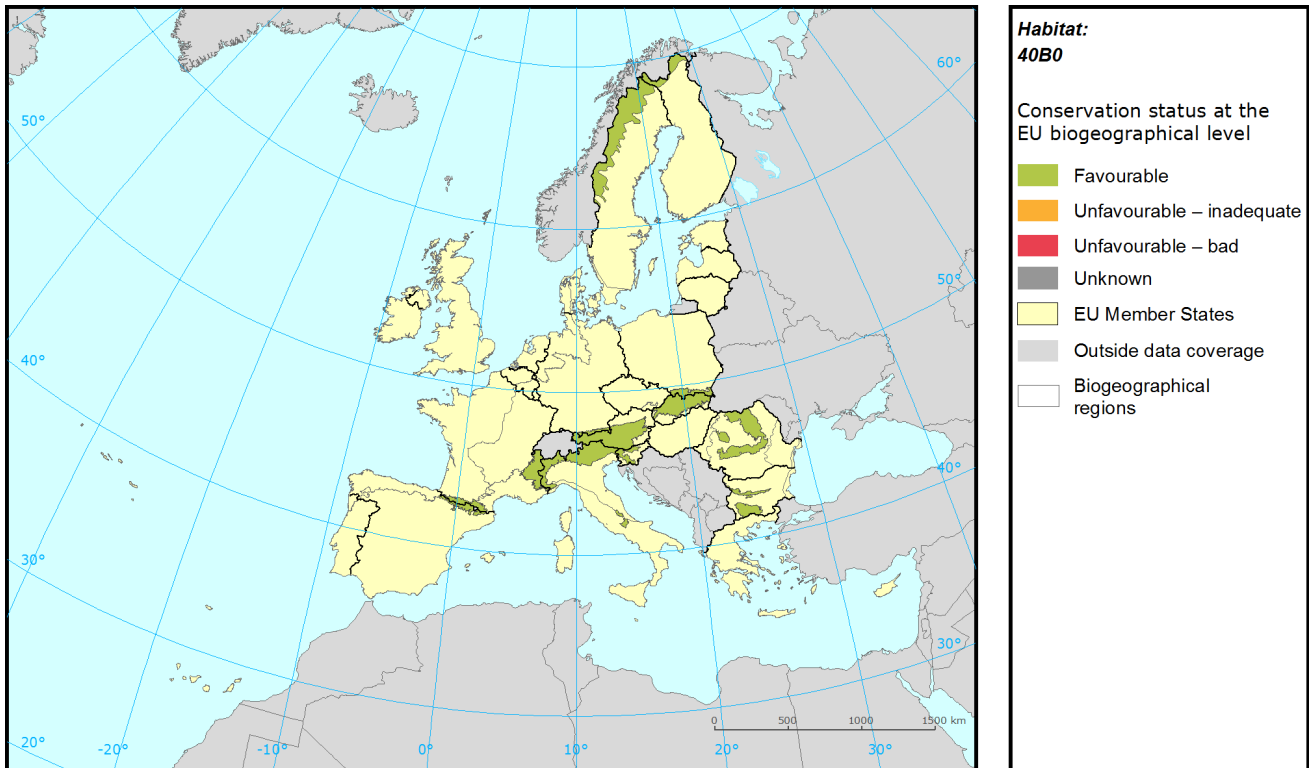 Habitat:
40B0
Conservation status at the
EU biogeographical level
Favourable
Unfavourable – inadequate
Unfavourable – bad
Unknown
EU Member States
Outside data coverage
Biogeographical
regions
60°
50°
50°
40°
40°
30°
30°
0 500 1000 1500 km
20° -20° -10° 0° 10° 20° 30°